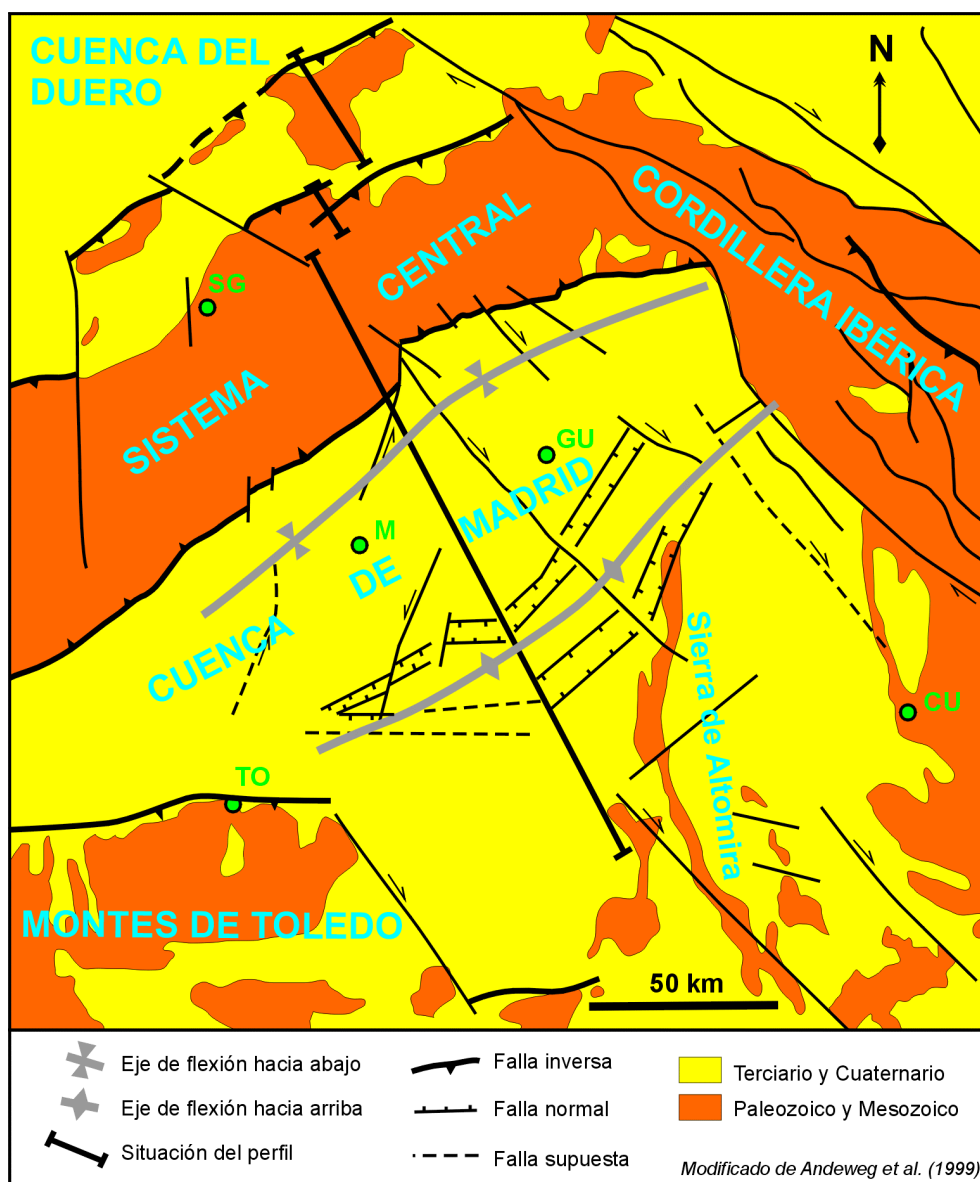 CUENCA DEL
DUERO
N
CORDILLERA IBÉRICA
CENTRAL
SG
SISTEMA
GU
MADRID
M
DE
CUENCA
Sierra de Altomira
CU
TO
MONTES DE TOLEDO
50 km
Eje de flexión hacia abajo
Falla inversa
Terciario y Cuaternario
Eje de flexión hacia arriba
Falla normal
Paleozoico y Mesozoico
Situación del perfil
Falla supuesta
Modificado de Andeweg et al. (1999)